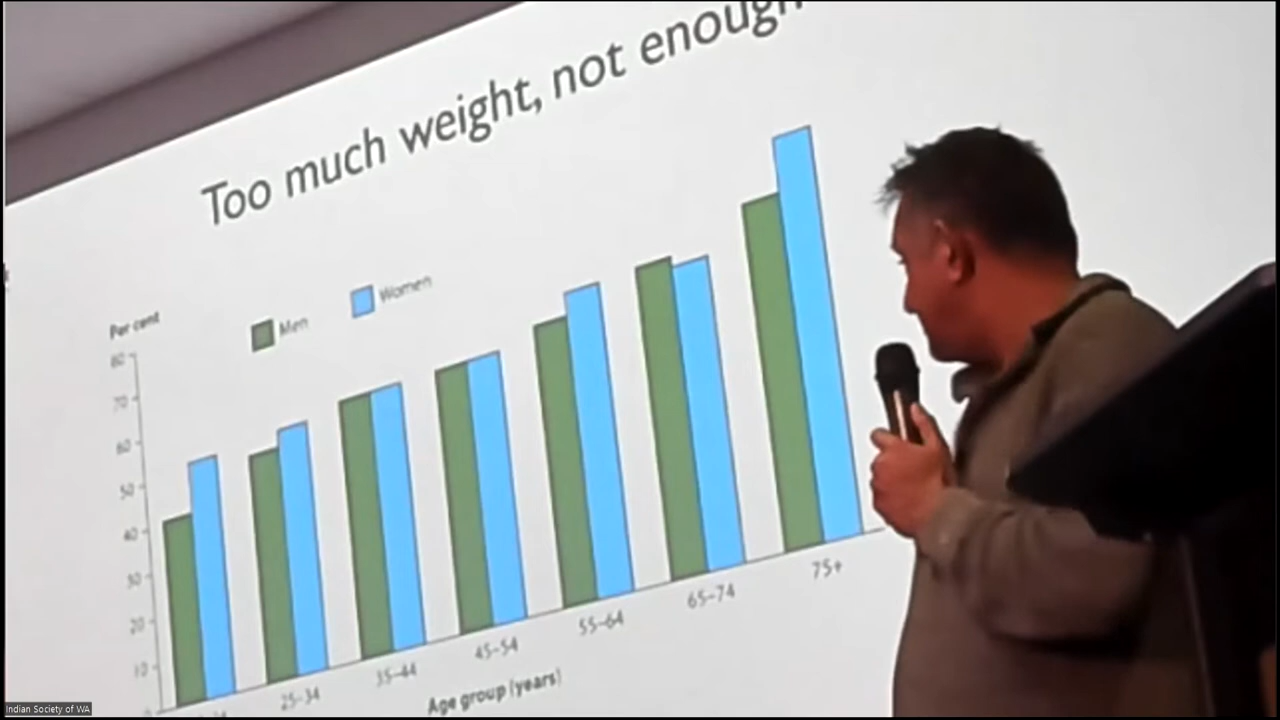 Too much weight, not enough
Men
Women
Per cent
80
70
60
50
40
30
20
10
25-34
35-44
45-54
55-64
65-74
75+
Age group (years)
Indian Society of WA